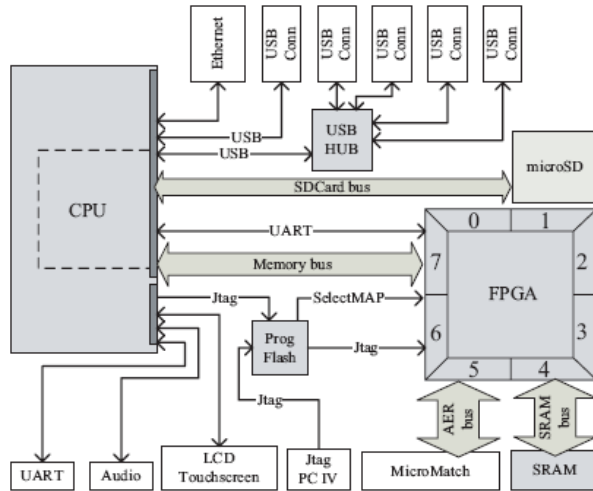 Ethernet
USB
Conn
USB
Conn
USB
Conn
USB
Conn
USB
Conn
USB
USB
HUB
USB
SDCard bus
microSD
CPU
UART
Memory bus
0
1
2
3
4
5
6
7
FPGA
Jtag
SelectMAP
Prog
Flash
Jtag
Jtag
AER
bus
SRAM
bus
UART
Audio
LCD
Touchscreen
Jtag
PC IV
MicroMatch
SRAM